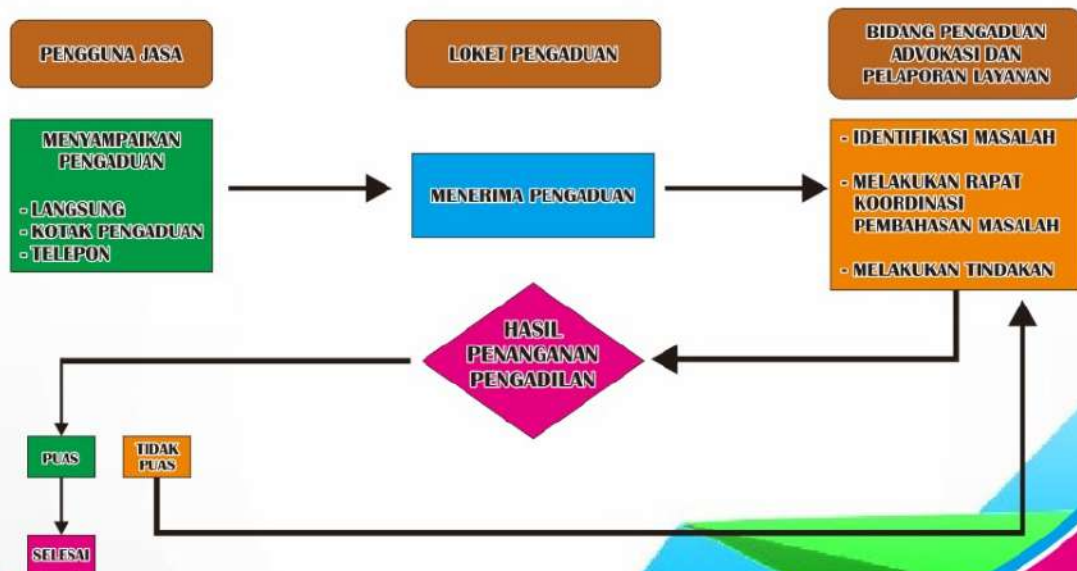 PENGGUNA JASA
LOKET PENGADUAN
BIDANG PENGADUAN
ADVOKASI DAN
PELAPORAN LAYANAN
MENYAMPAIKAN
PENGADUAN
- LANGSUNG
- KOTAK PENGADUAN
- TELEPON
MENERIMA PENGADUAN
- IDENTIFIKASI MASALAH
- MELAKUKAN RAPAT
KOORDINASI
PEMBAHASAN MASALAH
- MELAKUKAN TINDAKAN
HASIL
PENANGANAN
PENGADILAN
PUAS
TIDAK
PUAS
SELESAI